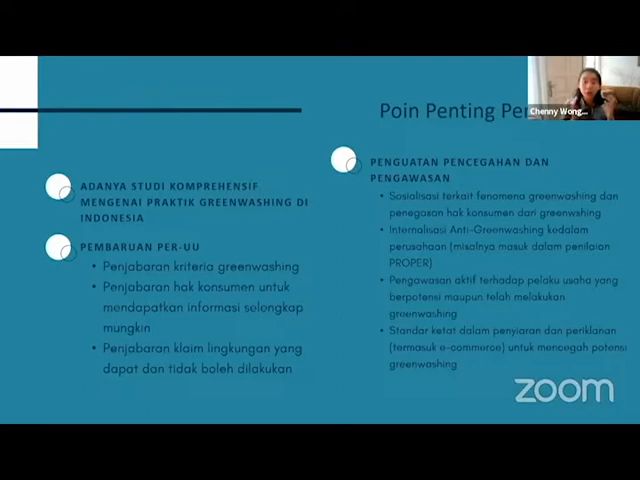 Poin Penting Pe
Chenny Wong...
ADANYA STUDI KOMPREHENSIF
MENGENAI PRAKTIK GREENWASHING DI
INDONESIA
PEMBARUAN PER-UU
• Penjabaran kriteria greenwashing
• Penjabaran hak konsumen untuk
mendapatkan informasi selengkap
mungkin
• Penjabaran klaim lingkungan yang
dapat dan tidak boleh dilakukan
PENGUATAN PENCEGAHAN DAN
PENGAWASAN
• Sosialisasi terkait fenomena greenwashing dan
penegasan hak konsumen dari greenwshing
• Internalisasi Anti-Greenwashing kedalam
perusahaan (misalnya masuk dalam penilaian
PROPER)
• Pengawasan aktif terhadap pelaku usaha yang
berpotensi maupun telah melakukan
greenwashing
• Standar ketat dalam penyiaran dan periklanan
(termasuk e-commerce) untuk mencegah potensi
greenwashing
zoom